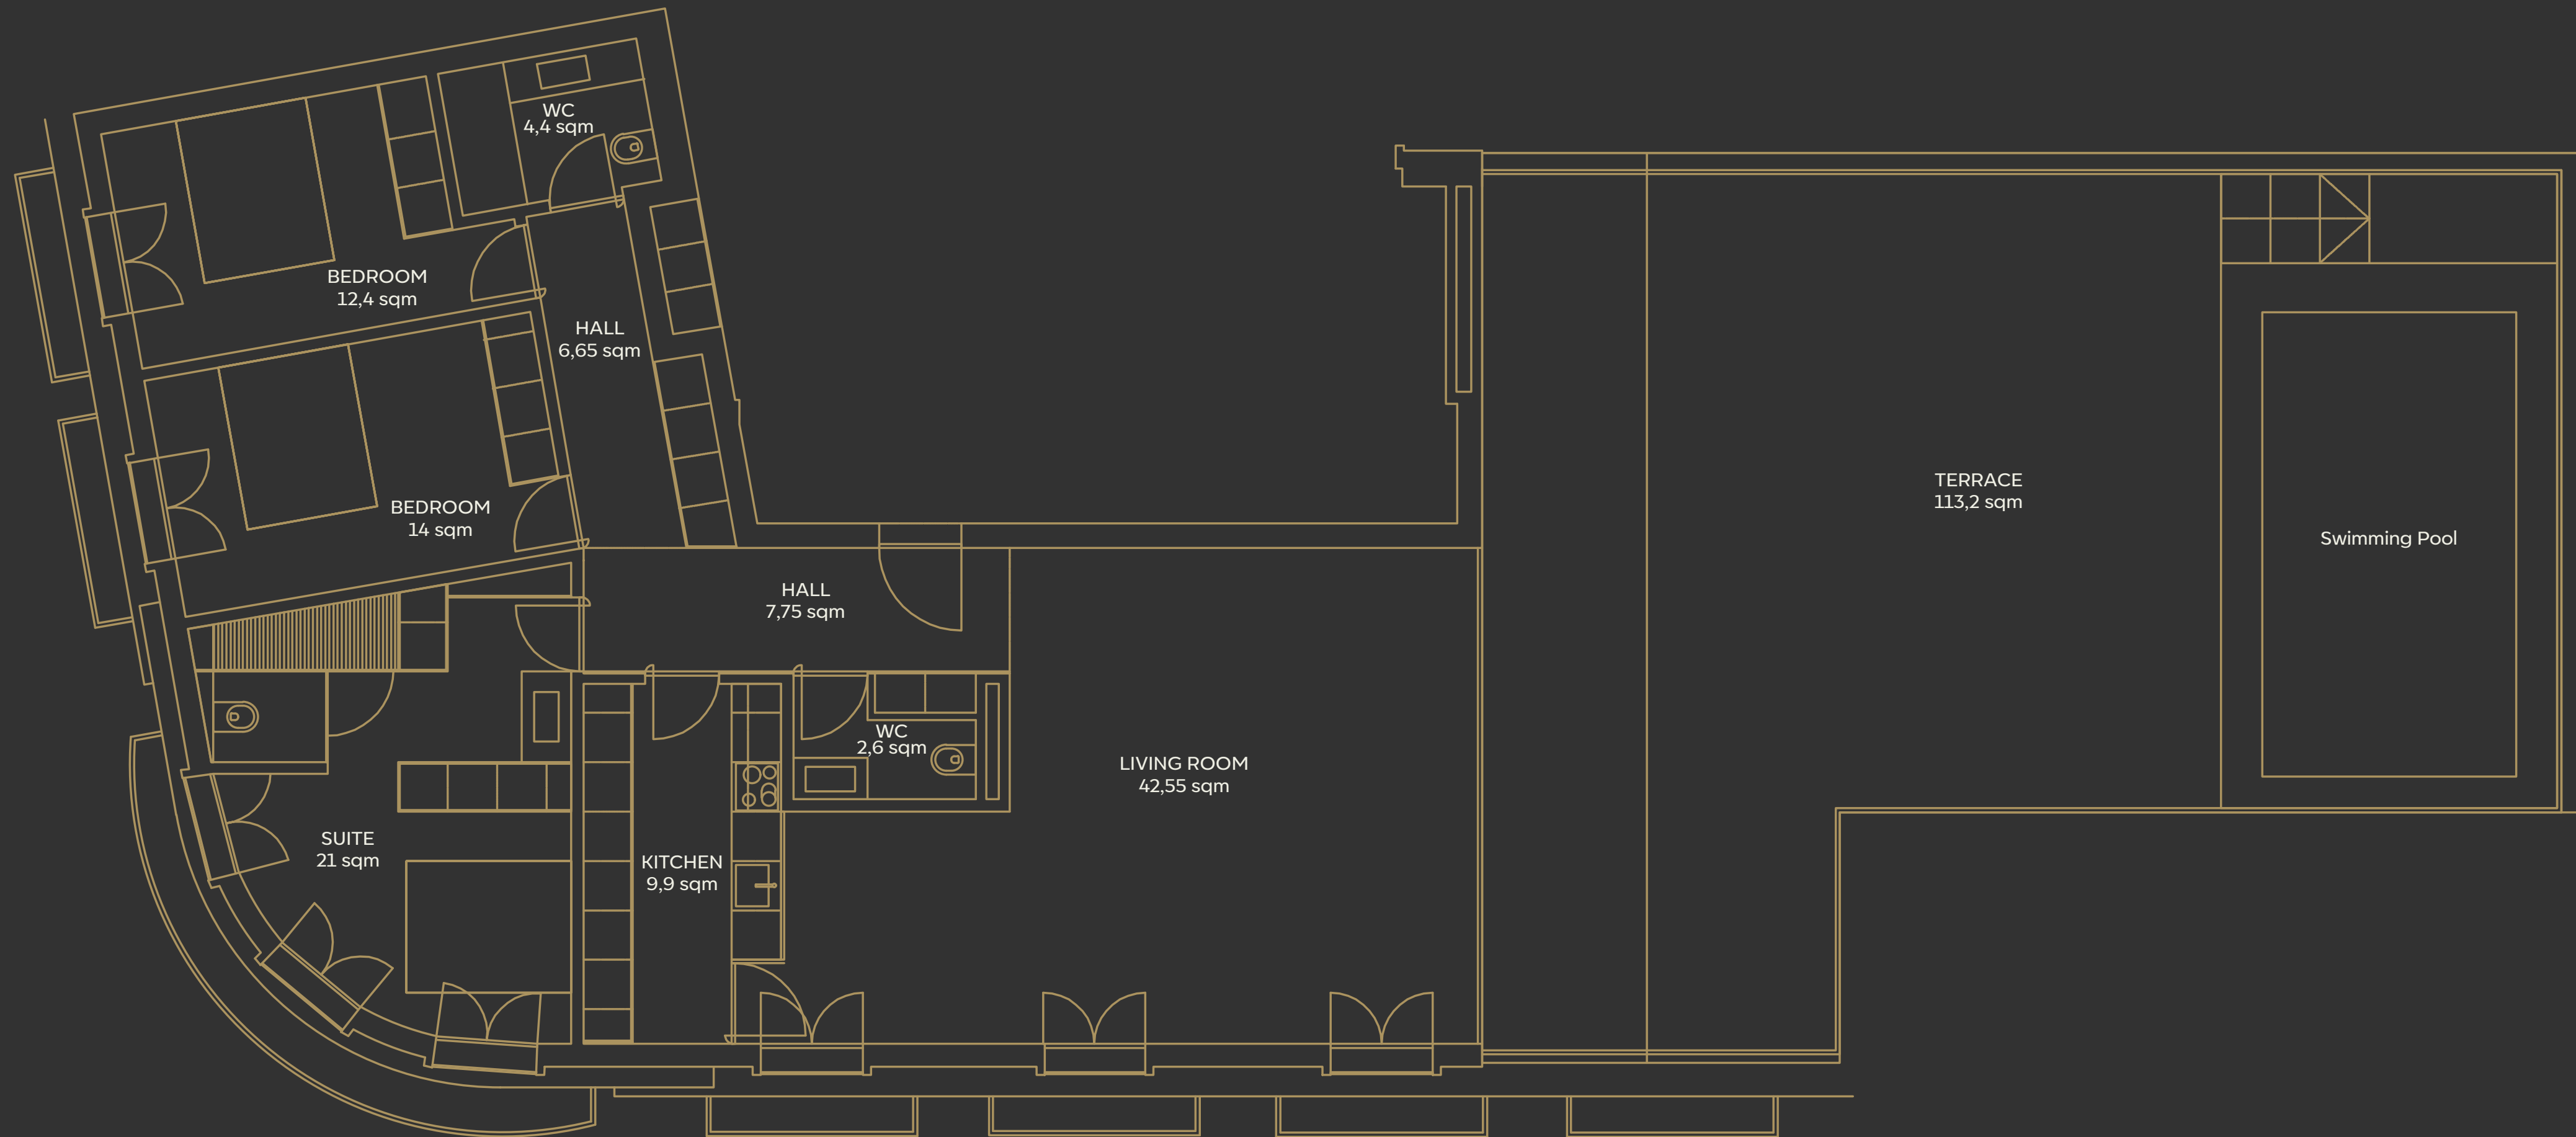 WC
4,4 sqm
BEDROOM
12,4 sqm
HALL
6,65 sqm
BEDROOM
14 sqm
TERRACE
113,2 sqm
Swimming Pool
HALL
7,75 sqm
WC
2,6 sqm
LIVING ROOM
42,55 sqm
SUITE
21 sqm
KITCHEN
9,9 sqm